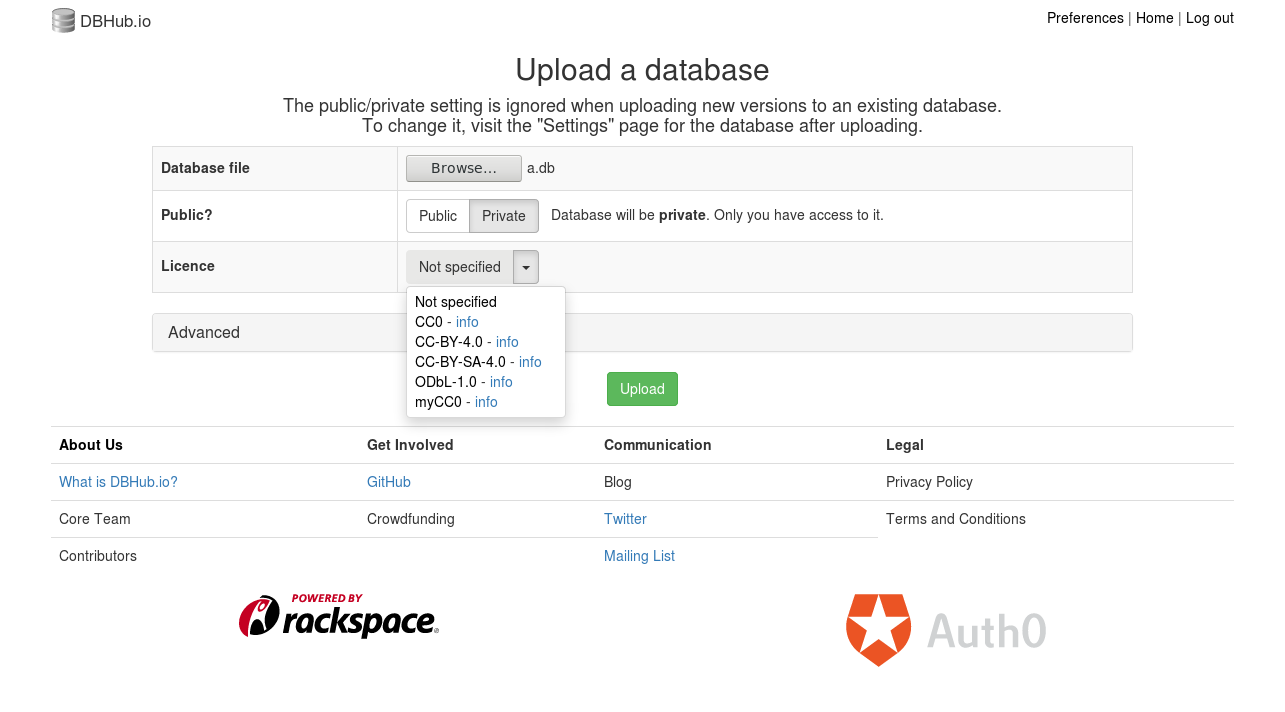 DBHub.io
Preferences | Home | Log out
Upload a database
The public/private setting is ignored when uploading new versions to an existing database.
To change it, visit the "Settings" page for the database after uploading.
Database file
Browse... a.db
Public?
Public Private Database will be private. Only you have access to it.
Licence
Not specified
Not specified
CC0 - info
CC-BY-4.0 - info
CC-BY-SA-4.0 - info
ODbL-1.0 - info
myCC0 - info
Advanced
Upload
About Us Get Involved Communication Legal
What is DBHub.io? GitHub Blog Privacy Policy
Core Team Crowdfunding Twitter Terms and Conditions
Contributors Mailing List
POWERED BY
rackspace®
Auth0